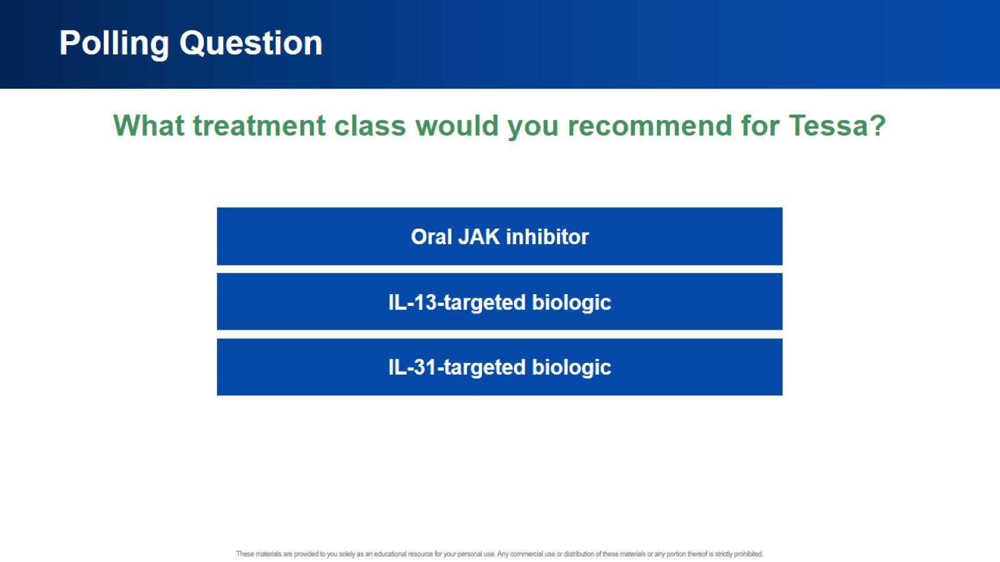 Polling Question
What treatment class would you recommend for Tessa?
Oral JAK inhibitor
IL-13-targeted biologic
IL-31-targeted biologic
These materials are provided to you solely as an educational resource for your personal use. Any commercial use or distribution of these materials or any portion thereof is strictly prohibited.